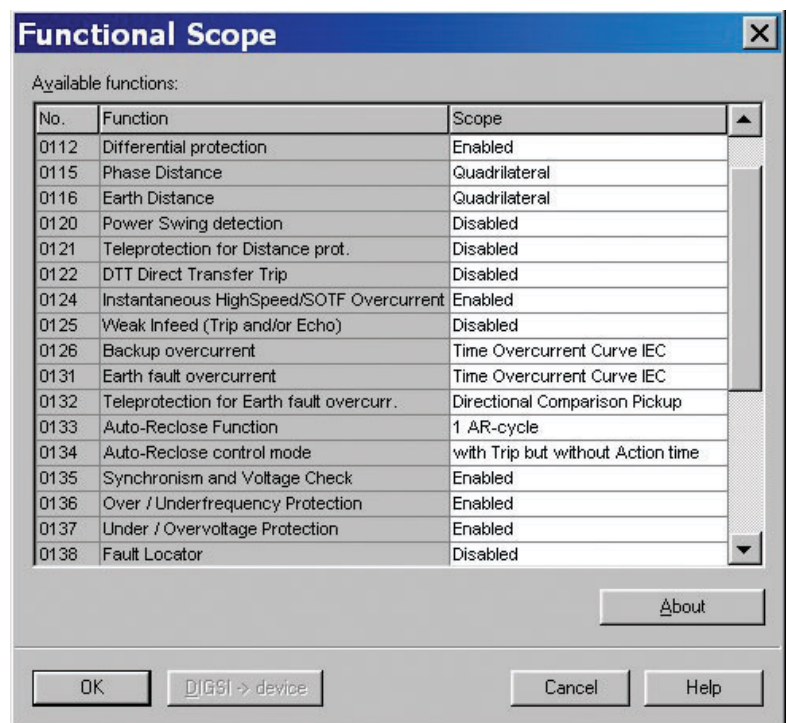 Functional Scope
Available functions:
No. Function Scope
0112 Differential protection Enabled
0115 Phase Distance Quadrilateral
0116 Earth Distance Quadrilateral
0120 Power Swing detection Disabled
0121 Teleprotection for Distance prot. Disabled
0122 DTT Direct Transfer Trip Disabled
0124 Instantaneous HighSpeed/SOTF Overcurrent Enabled
0125 Weak Infeed (Trip and/or Echo) Disabled
0126 Backup overcurrent Time Overcurrent Curve IEC
0131 Earth fault overcurrent Time Overcurrent Curve IEC
0132 Teleprotection for Earth fault overcurr. Directional Comparison Pickup
0133 Auto-Reclose Function 1 AR-cycle
0134 Auto-Reclose control mode with Trip but without Action time
0135 Synchronism and Voltage Check Enabled
0136 Over / Underfrequency Protection Enabled
0137 Under / Overvoltage Protection Enabled
0138 Fault Locator Disabled
About
OK DIGSI -> device Cancel Help